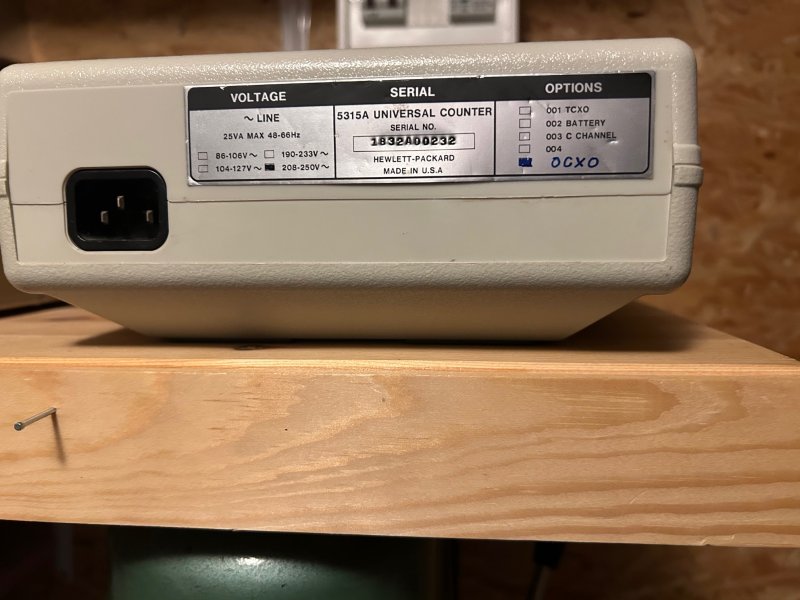 VOLTAGE
~ LINE
25VA MAX 48-66Hz
86-106V~ 190-233V~
104-127V~ 208-250V~
SERIAL
5315A UNIVERSAL COUNTER
SERIAL NO.
1832A00232
HEWLETT-PACKARD
MADE IN U.S.A
OPTIONS
001 TCXO
002 BATTERY
003 C CHANNEL
004
OCXO